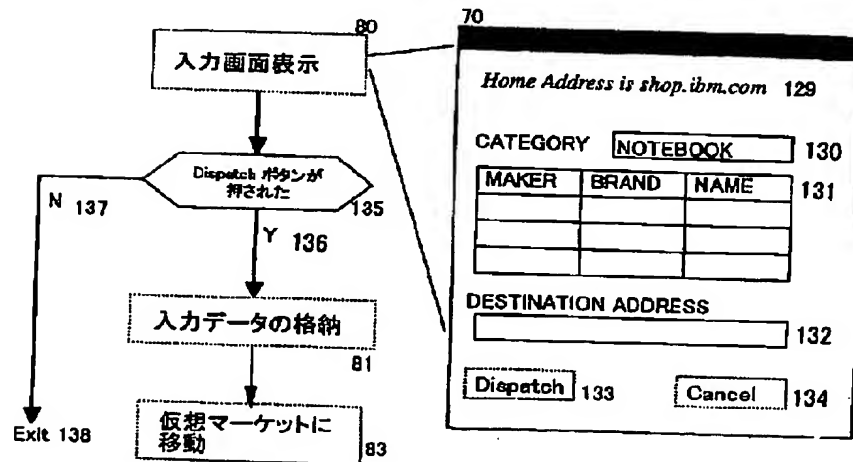 80
入力画面表示
Dispatch ボタンが
押された
135
N 137
Y 136
入力データの格納
81
仮想マーケットに
移動
83
Exit 138
70
Home Address is shop.ibm.com 129
CATEGORY NOTEBOOK 130
MAKER BRAND NAME 131
DESTINATION ADDRESS
132
Dispatch 133 Cancel 134